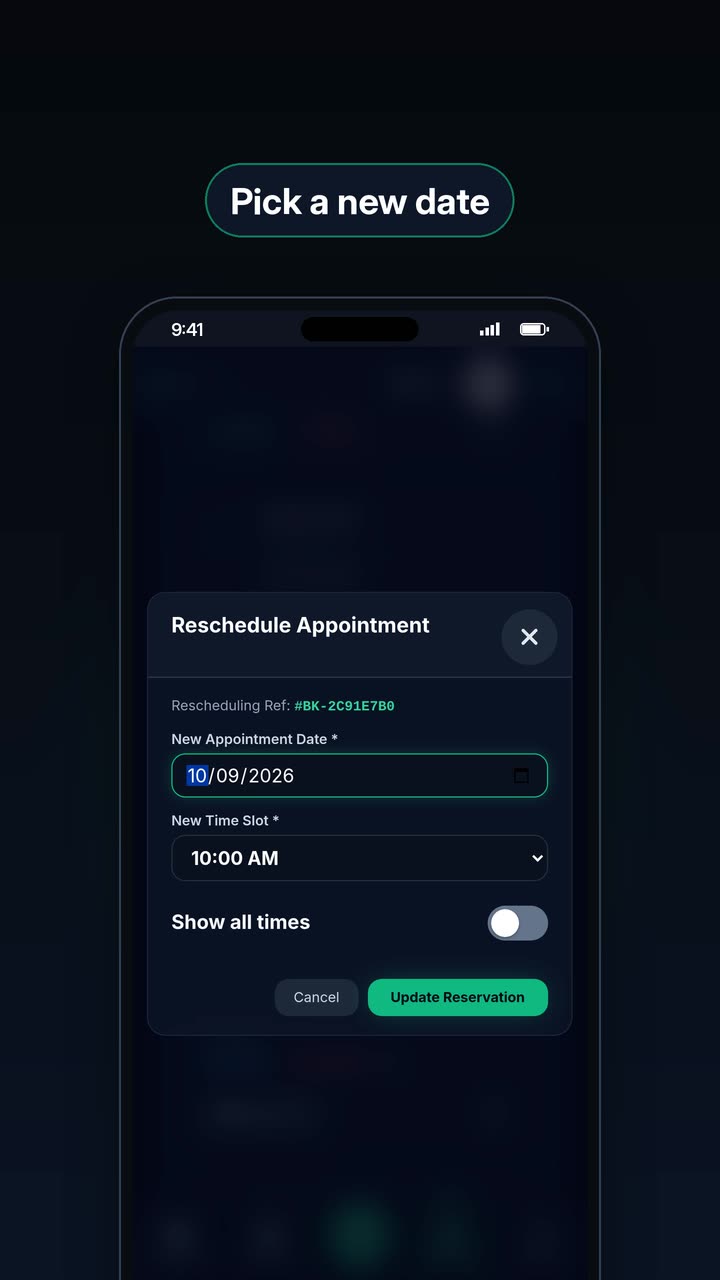 Pick a new date
9:41
Reschedule Appointment
Rescheduling Ref: #BK-2C91E7B0
New Appointment Date *
10/09/2026
New Time Slot *
10:00 AM
Show all times
Cancel
Update Reservation